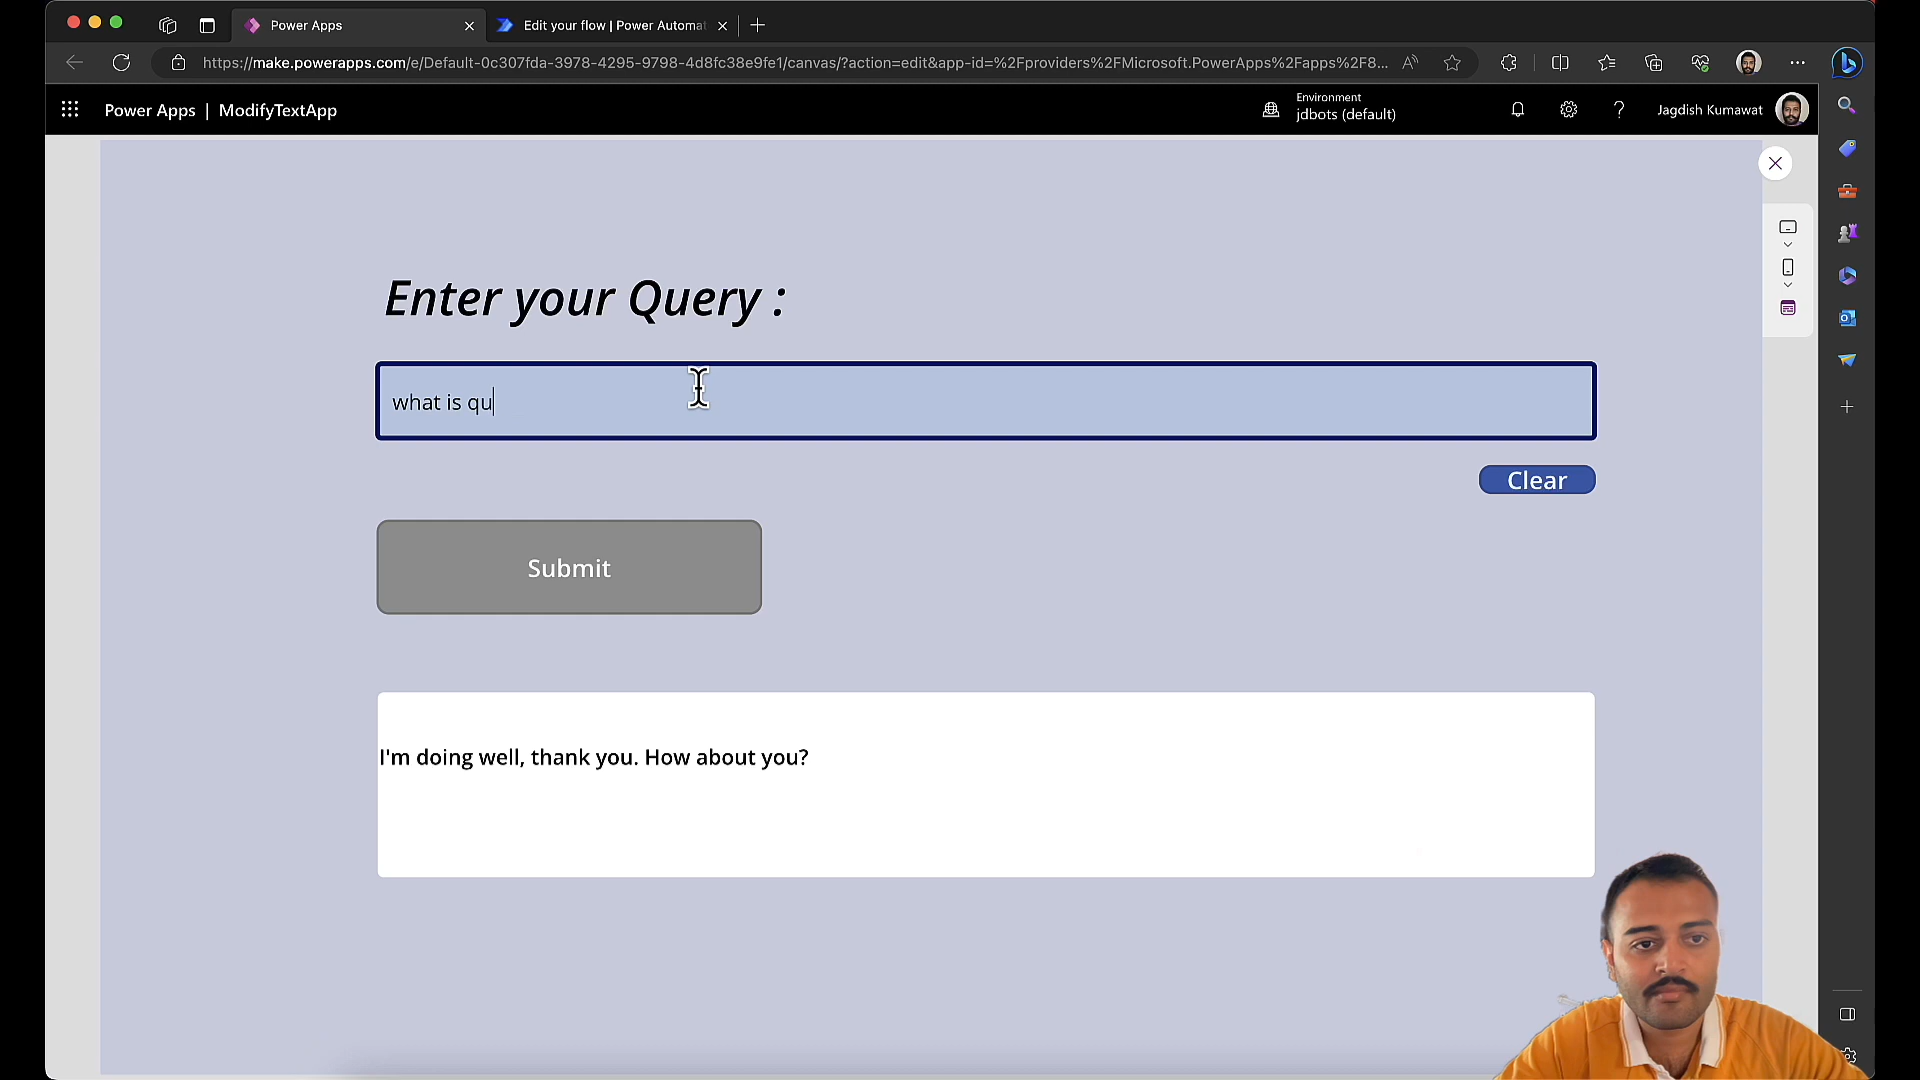 Power Apps
Edit your flow | Power Automat
https://make.powerapps.com/e/Default-0c307fda-3978-4295-9798-4d8fc38e9fe1/canvas/?action=edit&app-id=%2Fproviders%2FMicrosoft.PowerApps%2Fapps%2F8...
Power Apps | ModifyTextApp
Environment
jdbots (default)
Jagdish Kumawat
Enter your Query :
what is qu
Clear
Submit
I'm doing well, thank you. How about you?